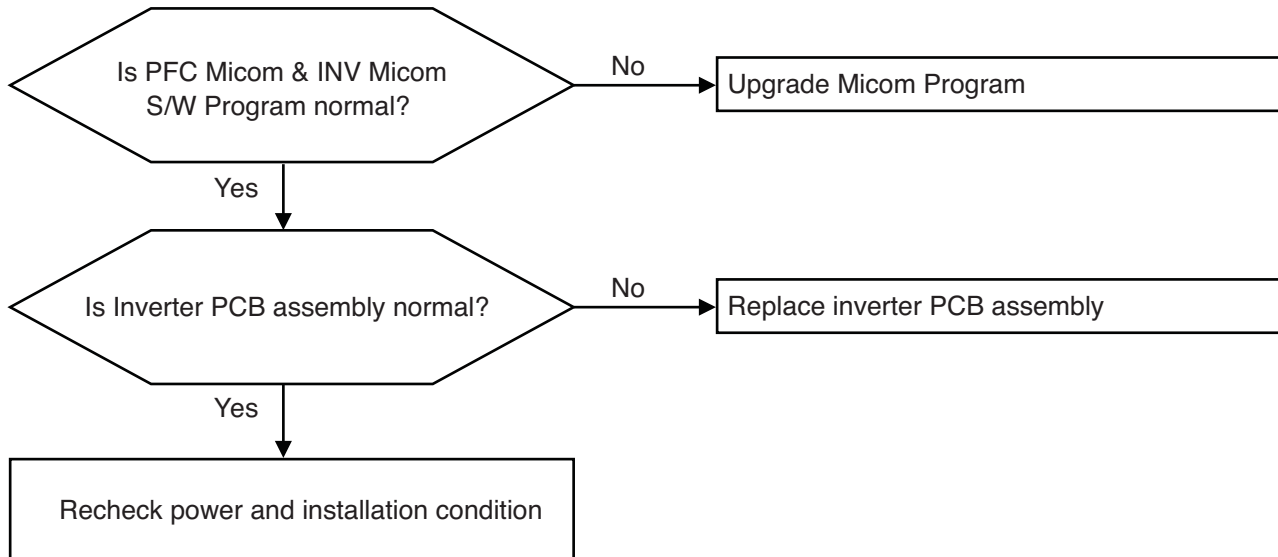 Is PFC Micom & INV Micom
S/W Program normal?
No
Upgrade Micom Program
Yes
Is Inverter PCB assembly normal?
No
Replace inverter PCB assembly
Yes
Recheck power and installation condition